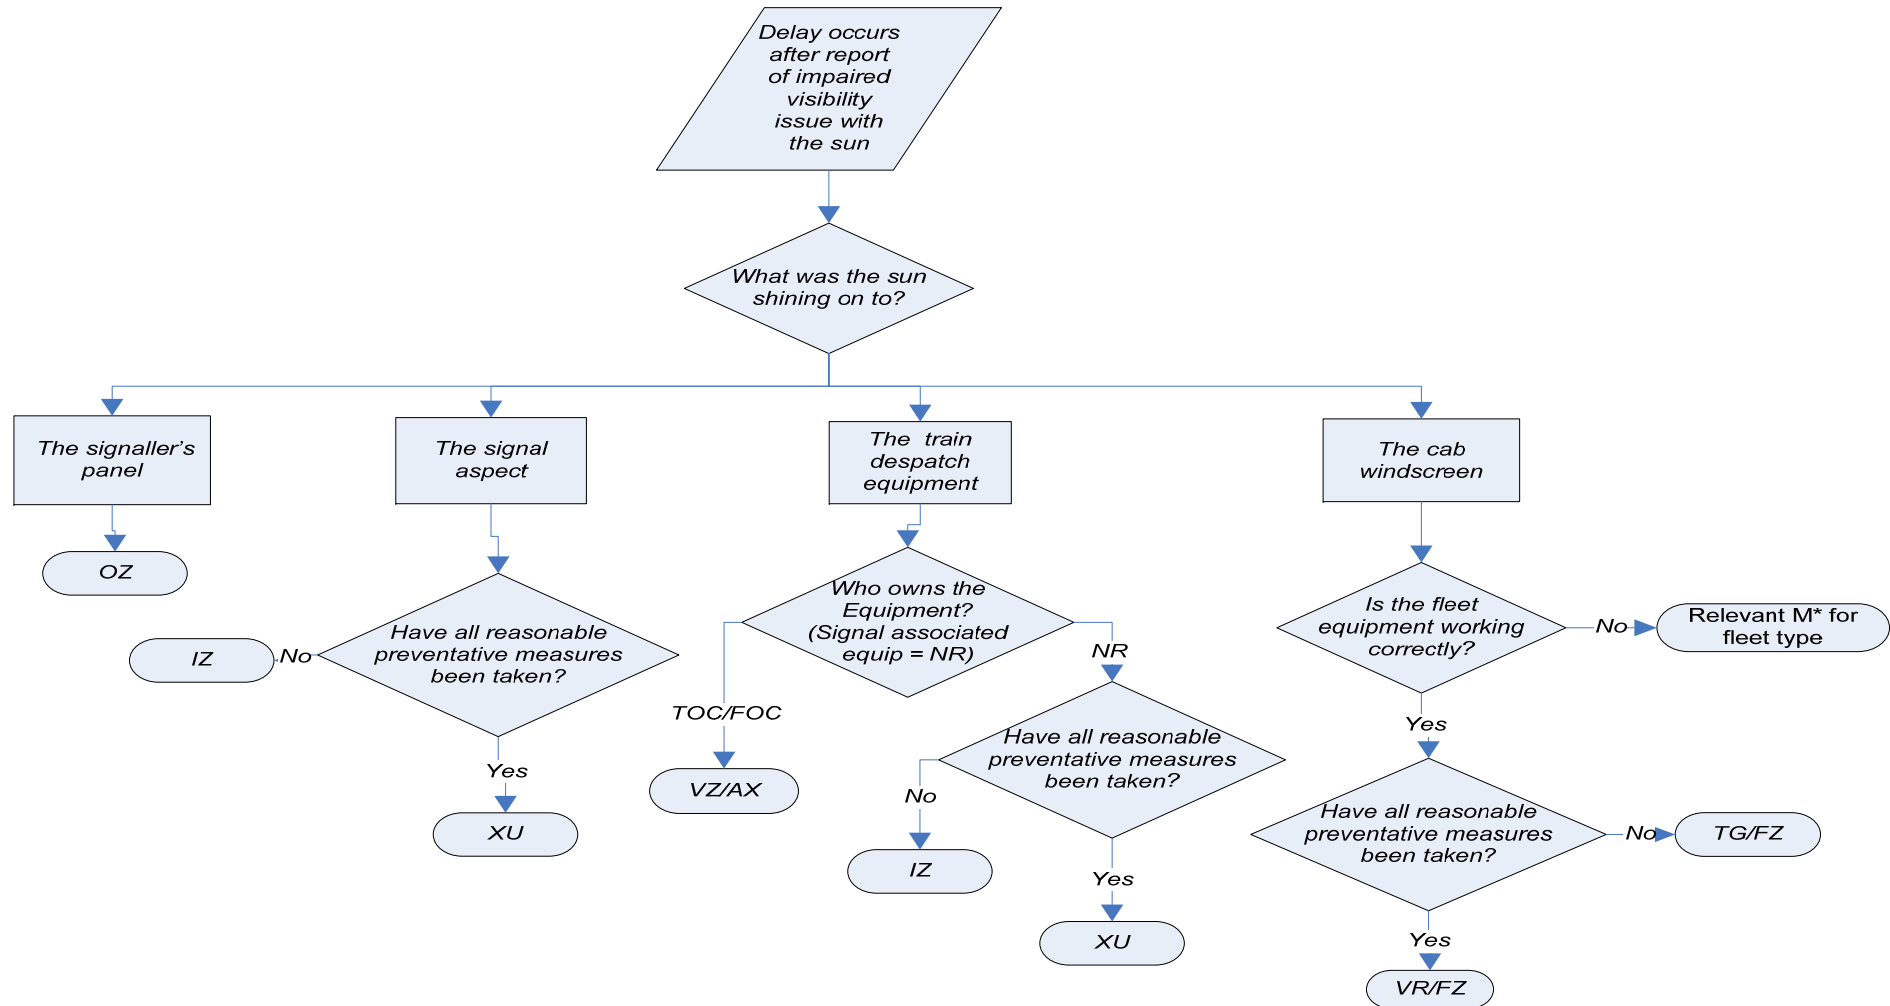 Delay occurs
after report
of impaired
visibility
issue with
the sun
What was the sun
shining on to?
The signaller's
panel
OZ
The signal
aspect
Have all reasonable
preventative measures
been taken?
No
IZ
Yes
XU
The train
despatch
equipment
Who owns the
Equipment?
(Signal associated
equip = NR)
TOC/FOC
VZ/AX
NR
Have all reasonable
preventative measures
been taken?
No
IZ
Yes
XU
The cab
windscreen
Is the fleet
equipment working
correctly?
No
Relevant M* for
fleet type
Yes
Have all reasonable
preventative measures
been taken?
No
TG/FZ
Yes
VR/FZ